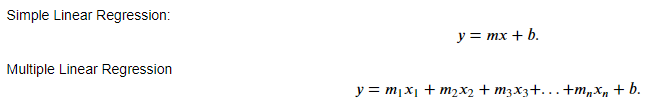 Simple Linear Regression:
y = mx + b.
Multiple Linear Regression
y = m₁x₁ + m₂x₂ + m₃x₃+. . . +mₙxₙ + b.